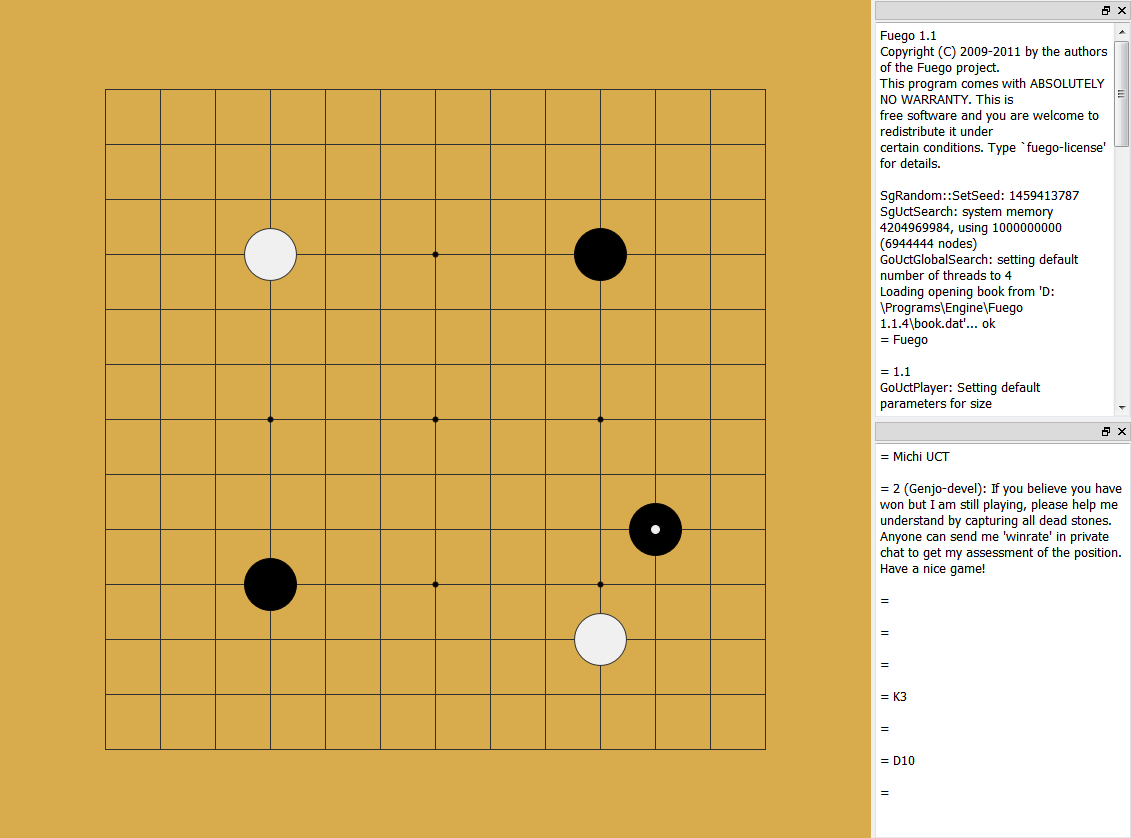 Fuego 1.1
Copyright (C) 2009-2011 by the authors
of the Fuego project.
This program comes with ABSOLUTELY
NO WARRANTY. This is
free software and you are welcome to
redistribute it under
certain conditions. Type `fuego-license'
for details.
SgRandom::SetSeed: 1459413787
SgUctSearch: system memory
4204969984, using 1000000000
(6944444 nodes)
GoUctGlobalSearch: setting default
number of threads to 4
Loading opening book from 'D:
\Programs\Engine\Fuego
1.1.4\book.dat'... ok
= Fuego
= 1.1
GoUctPlayer: Setting default
parameters for size
= Michi UCT
= 2 (Genjo-devel): If you believe you have
won but I am still playing, please help me
understand by capturing all dead stones.
Anyone can send me 'winrate' in private
chat to get my assessment of the position.
Have a nice game!
=
=
=
= K3
=
= D10
=